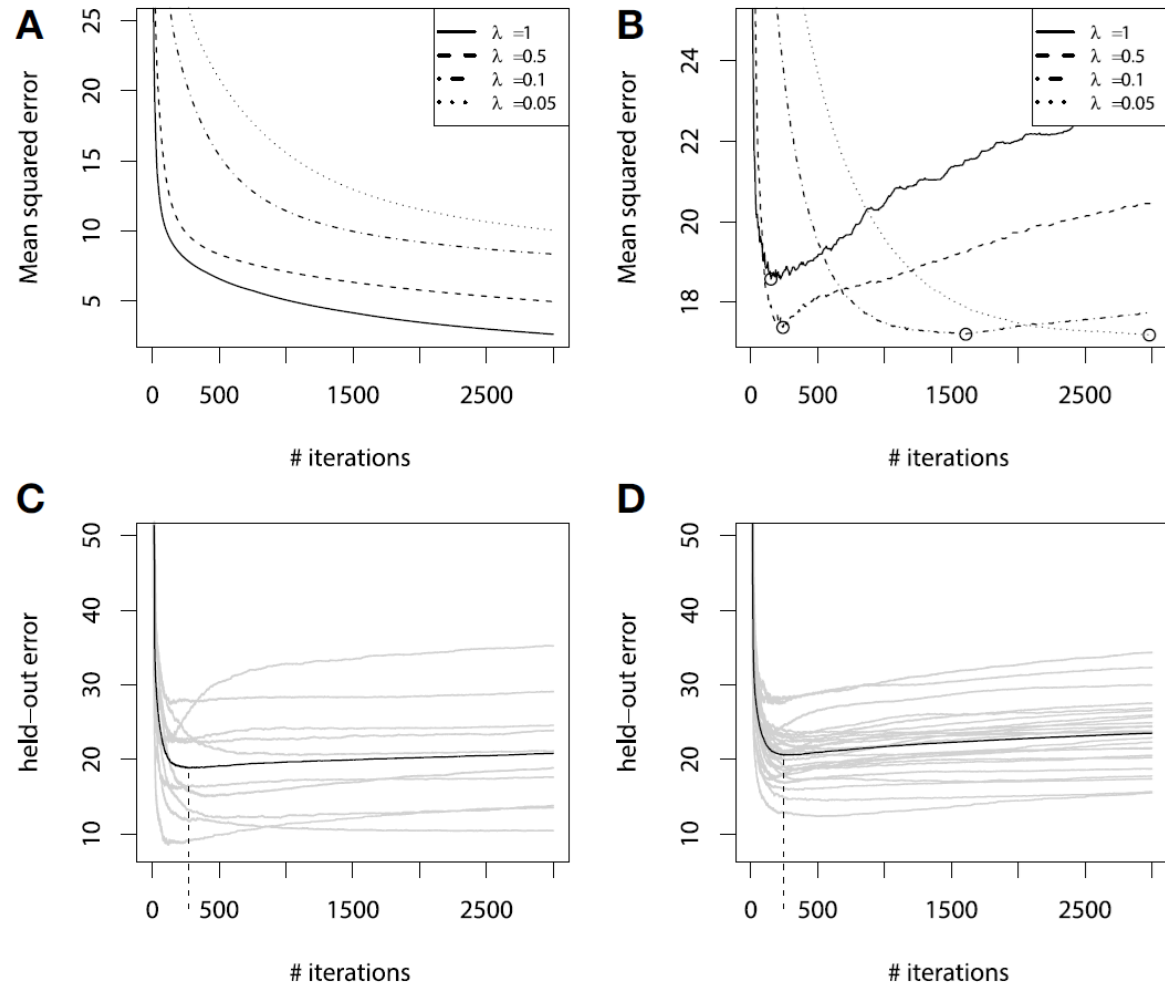 A
Mean squared error
25
20
15
10
5
λ =1
λ =0.5
λ =0.1
λ =0.05
0 500 1500 2500
# iterations
B
Mean squared error
24
22
20
18
λ =1
λ =0.5
λ =0.1
λ =0.05
0 500 1500 2500
# iterations
C
held−out error
50
40
30
20
10
0 500 1500 2500
# iterations
D
held−out error
50
40
30
20
10
0 500 1500 2500
# iterations